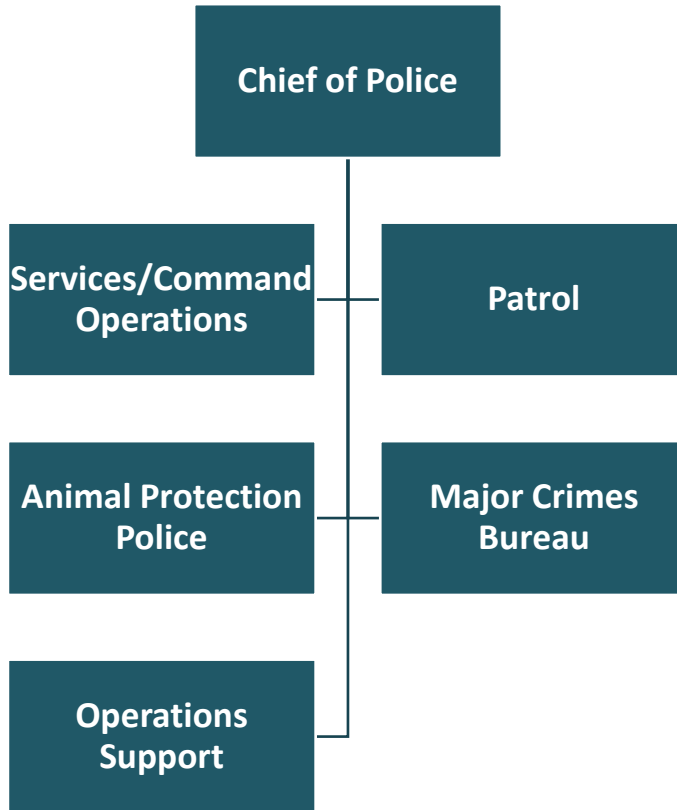 Chief of Police
Services/Command
Operations
Patrol
Animal Protection
Police
Major Crimes
Bureau
Operations
Support